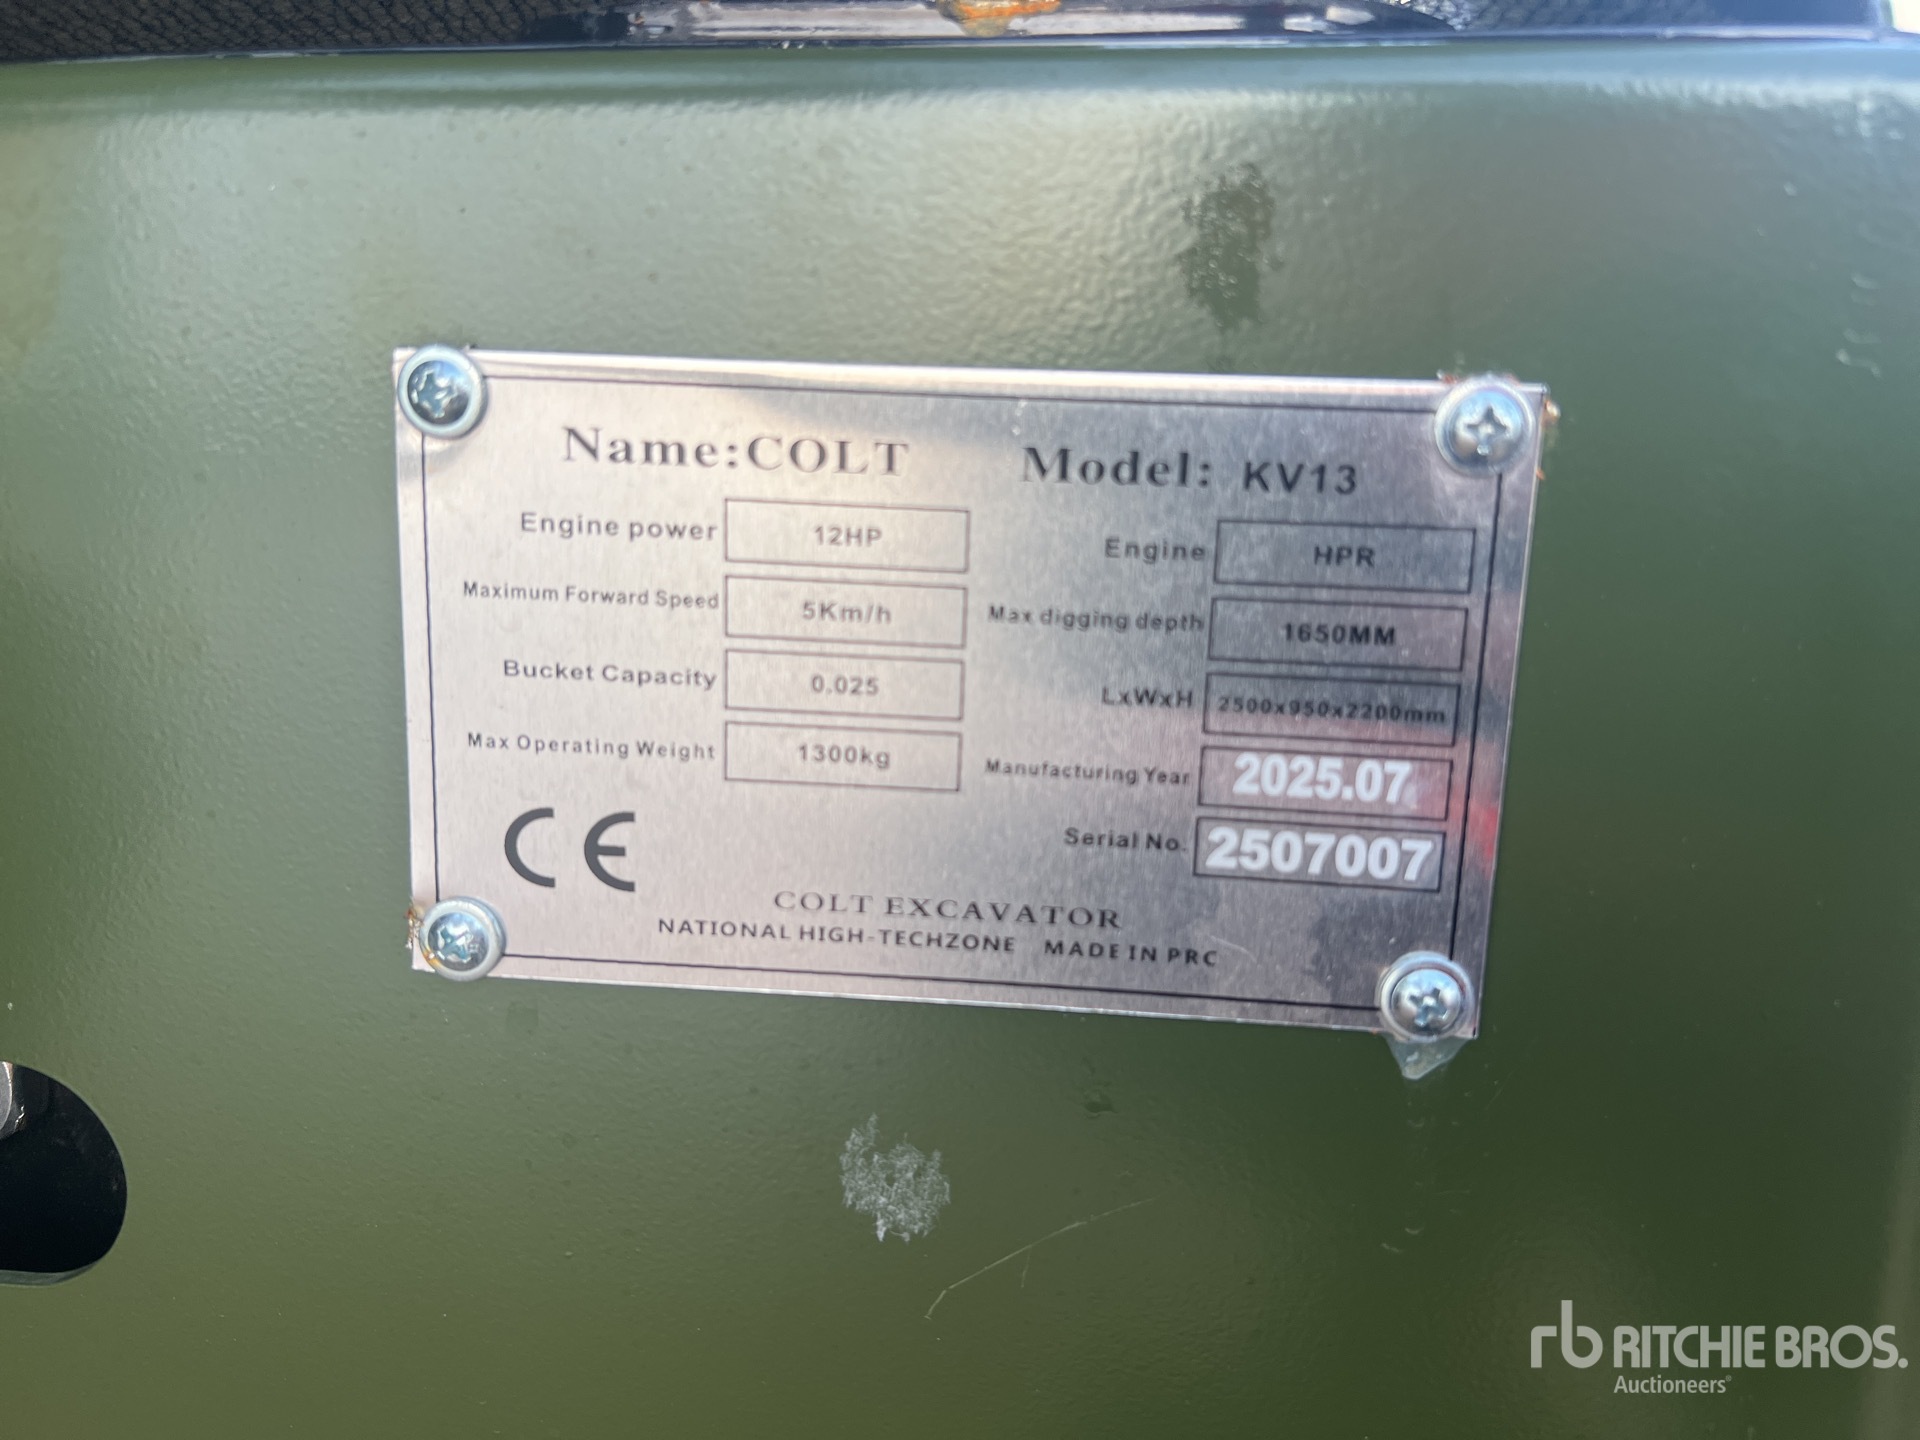 Name:COLT Model: KV13
Engine power 12HP Engine HPR
Maximum Forward Speed 5Km/h Max digging depth 1650MM
Bucket Capacity 0.025 LxWxH 2500x950x2200mm
Max Operating Weight 1300kg Manufacturing Year 2025.07
CE Serial No. 2507007
COLT EXCAVATOR
NATIONAL HIGH-TECHZONE MADE IN PRC
rb RITCHIE BROS.
Auctioneers®